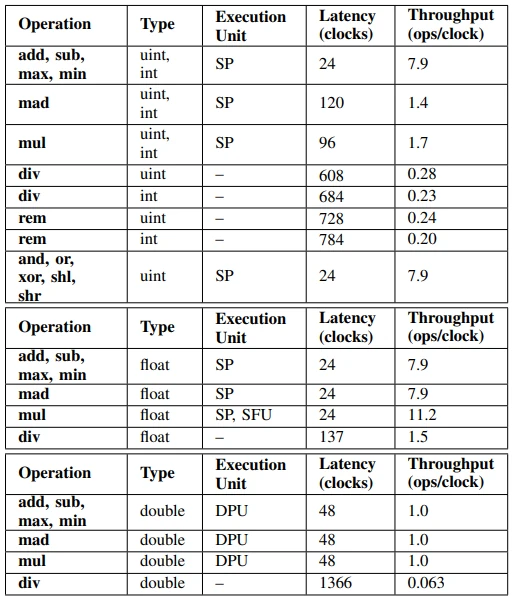 Operation Type Execution Unit Latency (clocks) Throughput (ops/clock)
add, sub, max, min uint, int SP 24 7.9
mad uint, int SP 120 1.4
mul uint, int SP 96 1.7
div uint – 608 0.28
div int – 684 0.23
rem uint – 728 0.24
rem int – 784 0.20
and, or, xor, shl, shr uint SP 24 7.9
Operation Type Execution Unit Latency (clocks) Throughput (ops/clock)
add, sub, max, min float SP 24 7.9
mad float SP 24 7.9
mul float SP, SFU 24 11.2
div float – 137 1.5
Operation Type Execution Unit Latency (clocks) Throughput (ops/clock)
add, sub, max, min double DPU 48 1.0
mad double DPU 48 1.0
mul double DPU 48 1.0
div double – 1366 0.063